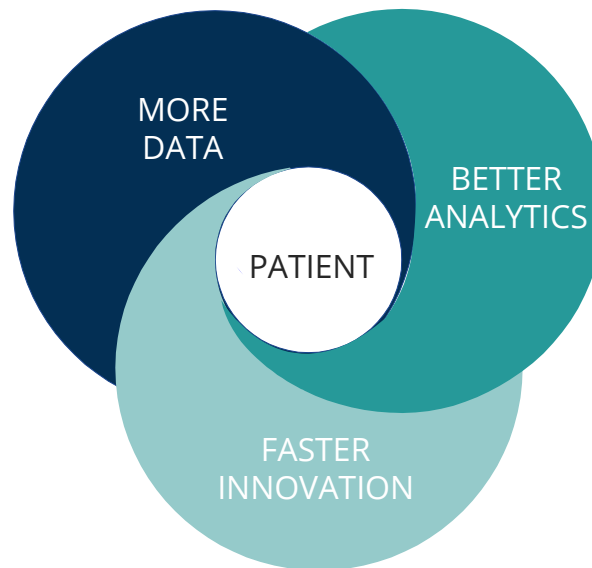 MORE
DATA
BETTER
ANALYTICS
PATIENT
FASTER
INNOVATION